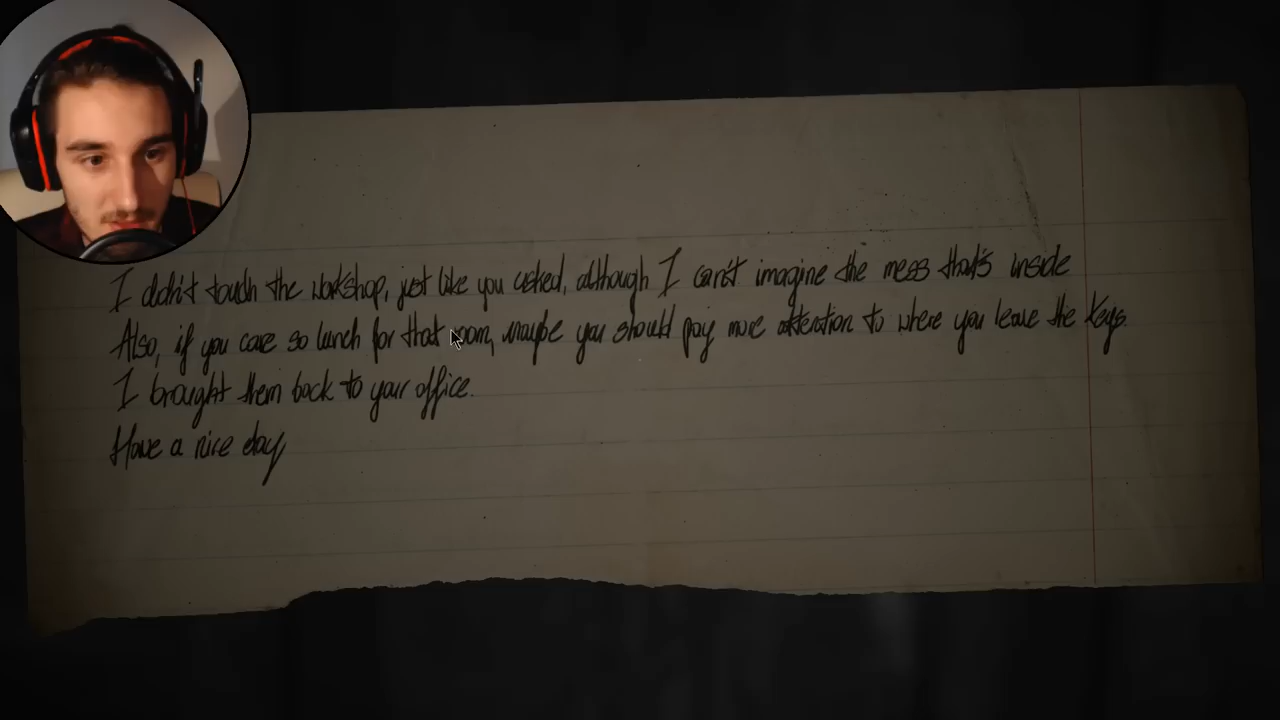 I didn't touch the workshop, just like you asked, although I can't imagine the mess that's inside
Also, if you care so lunch for that room, maybe you should pay more attention to where you leave the keys.
I brought them back to your office.
Have a nice day